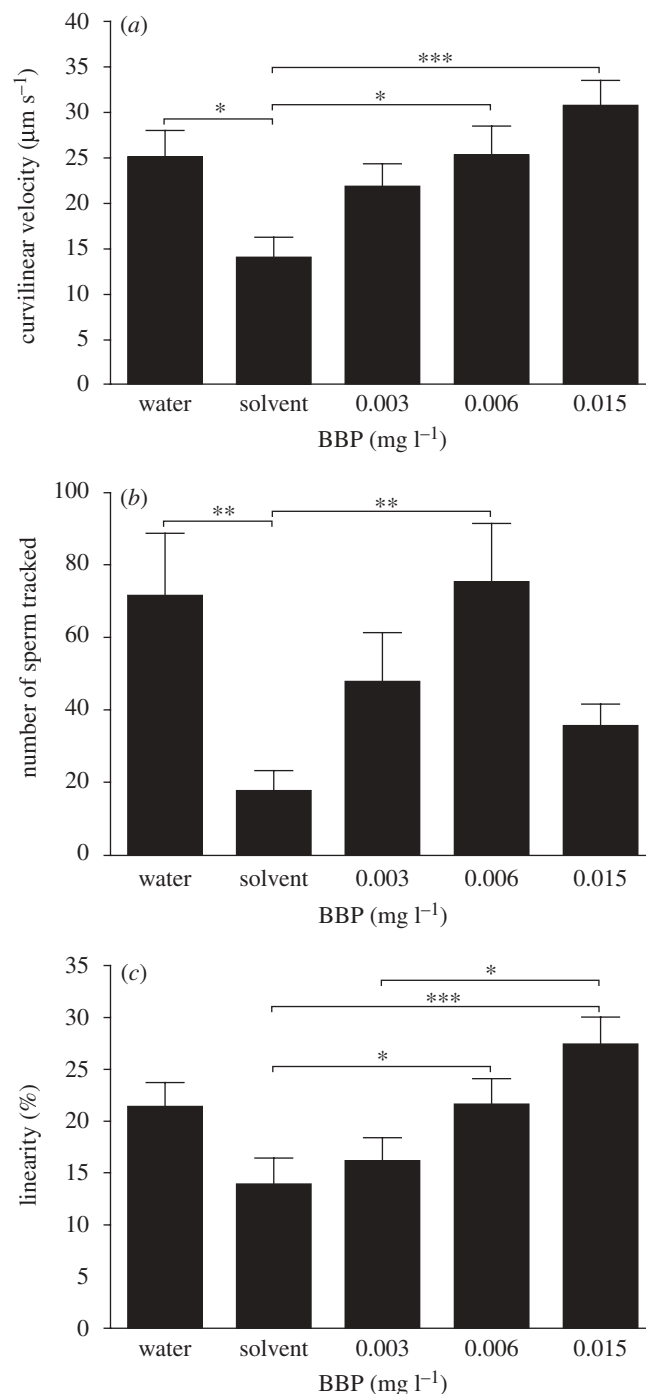 (a)
curvilinear velocity (µm s⁻¹)
40
35
30
25
20
15
10
5
0
*
*
***
water solvent 0.003 0.006 0.015
BBP (mg l⁻¹)
(b)
number of sperm tracked
100
80
60
40
20
0
** **
water solvent 0.003 0.006 0.015
BBP (mg l⁻¹)
(c)
linearity (%)
35
30
25
20
15
10
5
0
*
***
*
water solvent 0.003 0.006 0.015
BBP (mg l⁻¹)